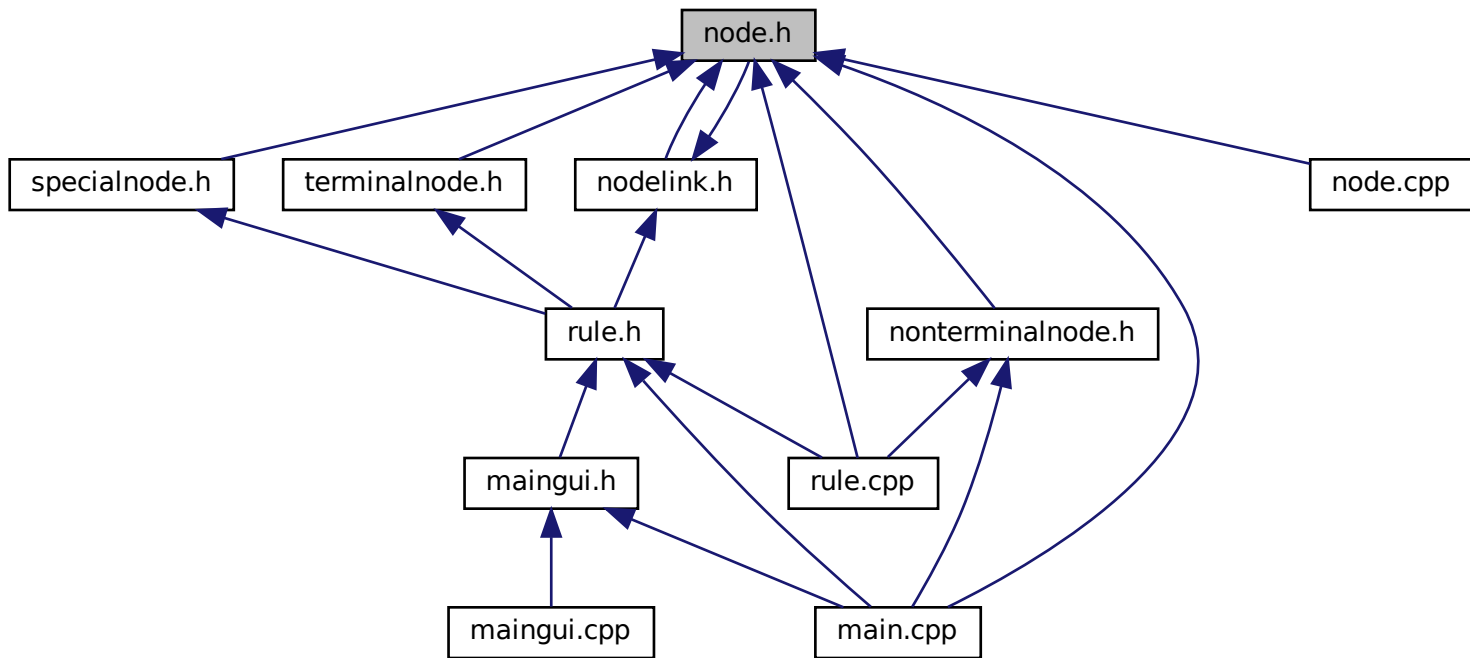 node.h
specialnode.h
terminalnode.h
nodelink.h
node.cpp
rule.h
nonterminalnode.h
maingui.h
rule.cpp
maingui.cpp
main.cpp